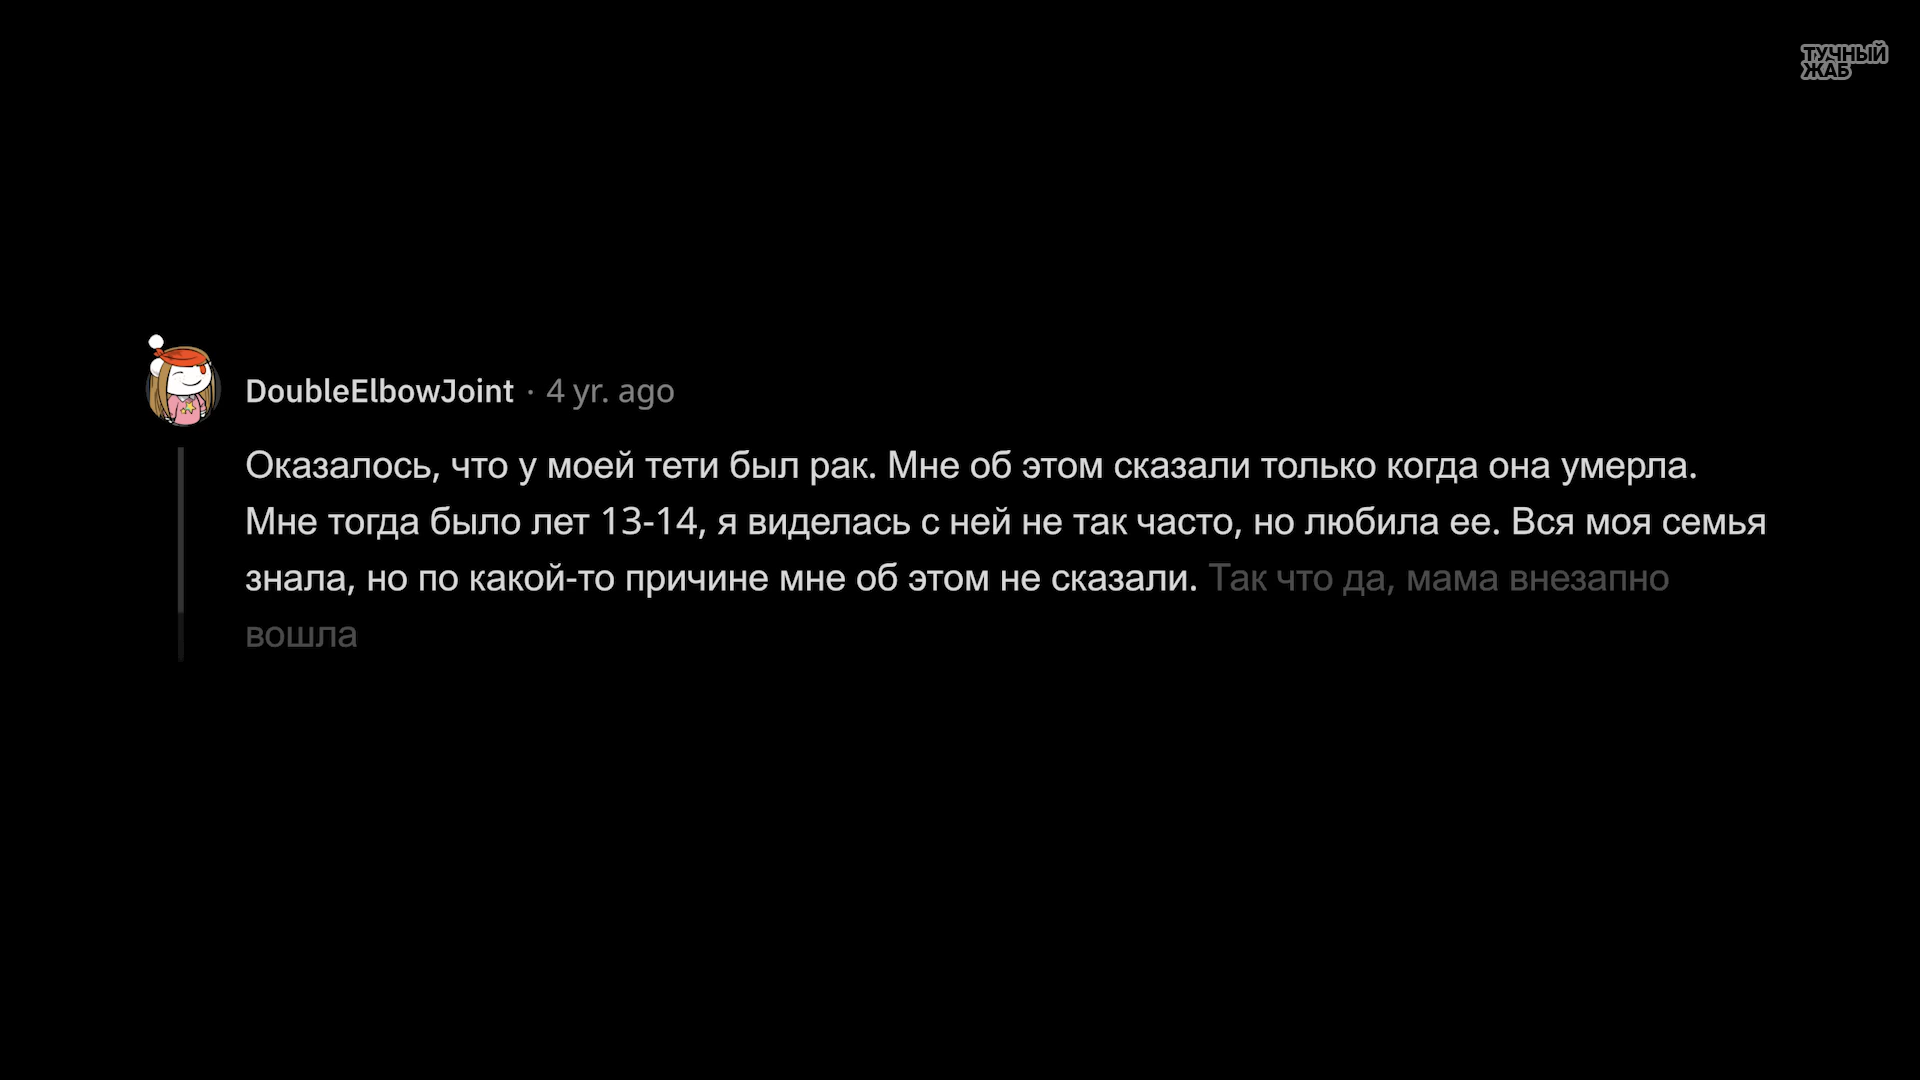 ТУЧНЫЙ
ЖАБ
DoubleElbowJoint · 4 yr. ago
Оказалось, что у моей тети был рак. Мне об этом сказали только когда она умерла.
Мне тогда было лет 13-14, я виделась с ней не так часто, но любила ее. Вся моя семья
знала, но по какой-то причине мне об этом не сказали. Так что да, мама внезапно
вошла